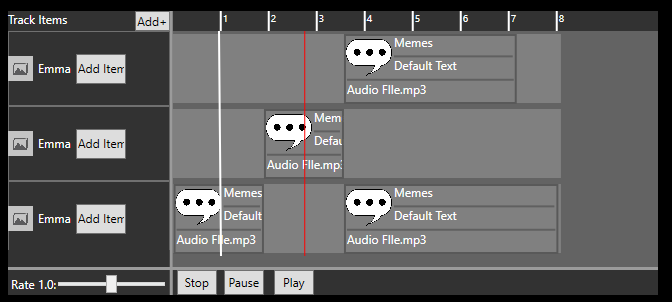 Track Items Add+ 1 2 3 4 5 6 7 8
Memes
Default Text
Audio FIle.mp3
Emma Add Item
Memes
Defau
Audio FIle.mp3
Emma Add Item
Memes
Default
Audio FIle.mp3
Memes
Default Text
Audio FIle.mp3
Emma Add Item
Rate 1.0: Stop Pause Play